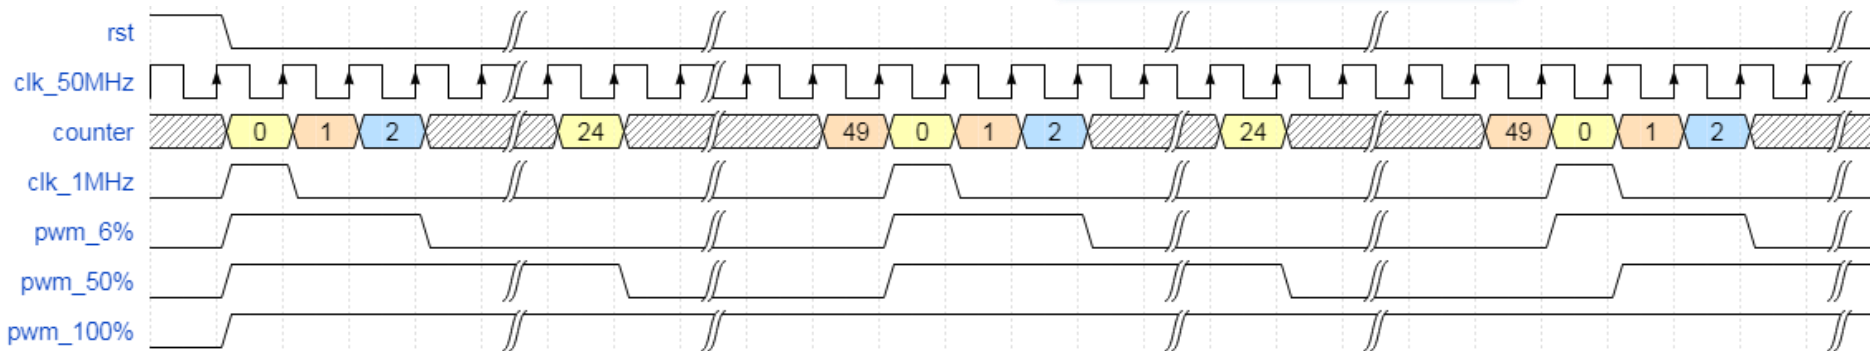 rst
clk_50MHz
counter 0 1 2 24 49 0 1 2 24 49 0 1 2
clk_1MHz
pwm_6%
pwm_50%
pwm_100%